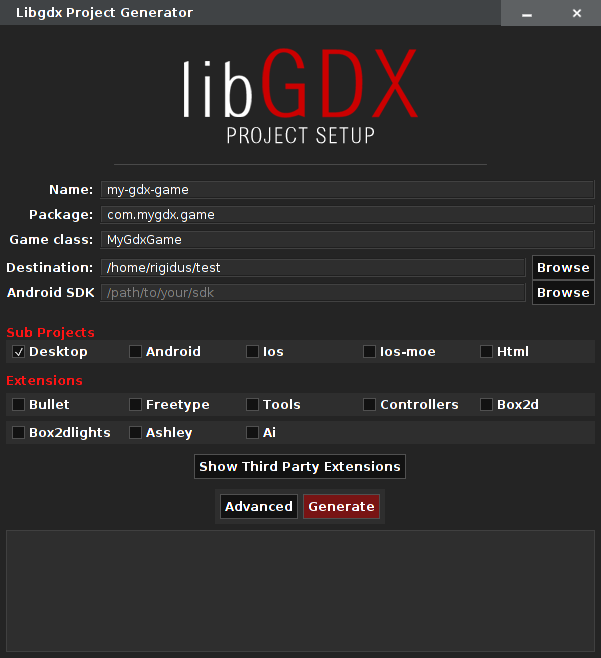 Libgdx Project Generator
libGDX
PROJECT SETUP
Name: my-gdx-game
Package: com.mygdx.game
Game class: MyGdxGame
Destination: /home/rigidus/test Browse
Android SDK /path/to/your/sdk Browse
Sub Projects
Desktop Android Ios Ios-moe Html
Extensions
Bullet Freetype Tools Controllers Box2d
Box2dlights Ashley Ai
Show Third Party Extensions
Advanced Generate